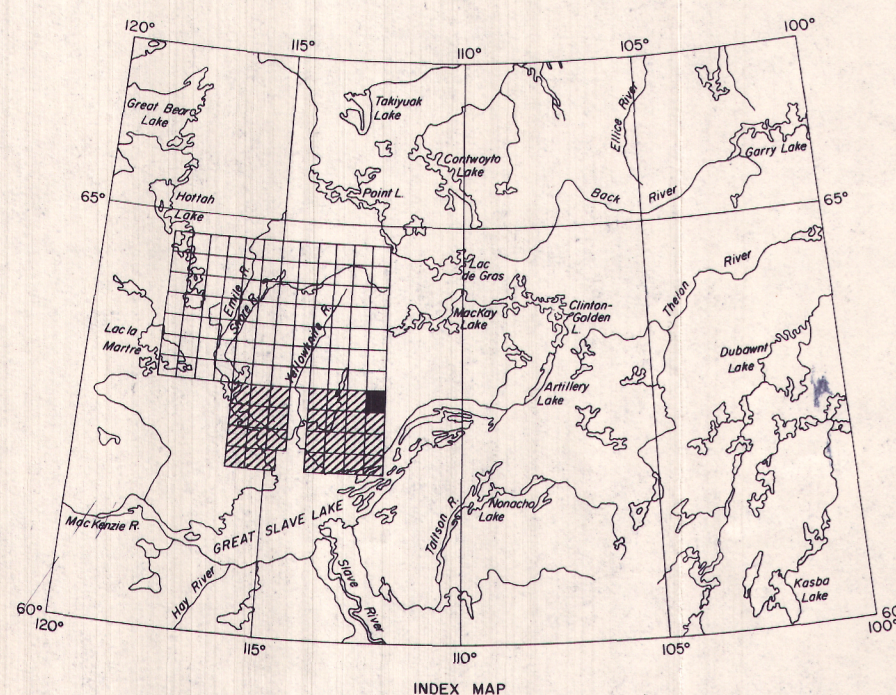 120°
115°
110°
105°
100°
Great Bear
Lake
Takiyuak
Lake
Ellice River
Garry Lake
Contwoyto
Lake
Point L.
Back River
65°
65°
Hottah
Lake
Emile R.
Snare R.
Yellowknife R.
Lac
de Gras
MacKay
Lake
Clinton-
Golden
L.
Thelon River
Lac la
Martre
Artillery
Lake
Dubawnt
Lake
MacKenzie R.
GREAT SLAVE LAKE
Hay River
Slave River
Taltson R.
Nonacho
Lake
Kasba
Lake
60°
120°
115°
110°
105°
60
100°
INDEX MAP